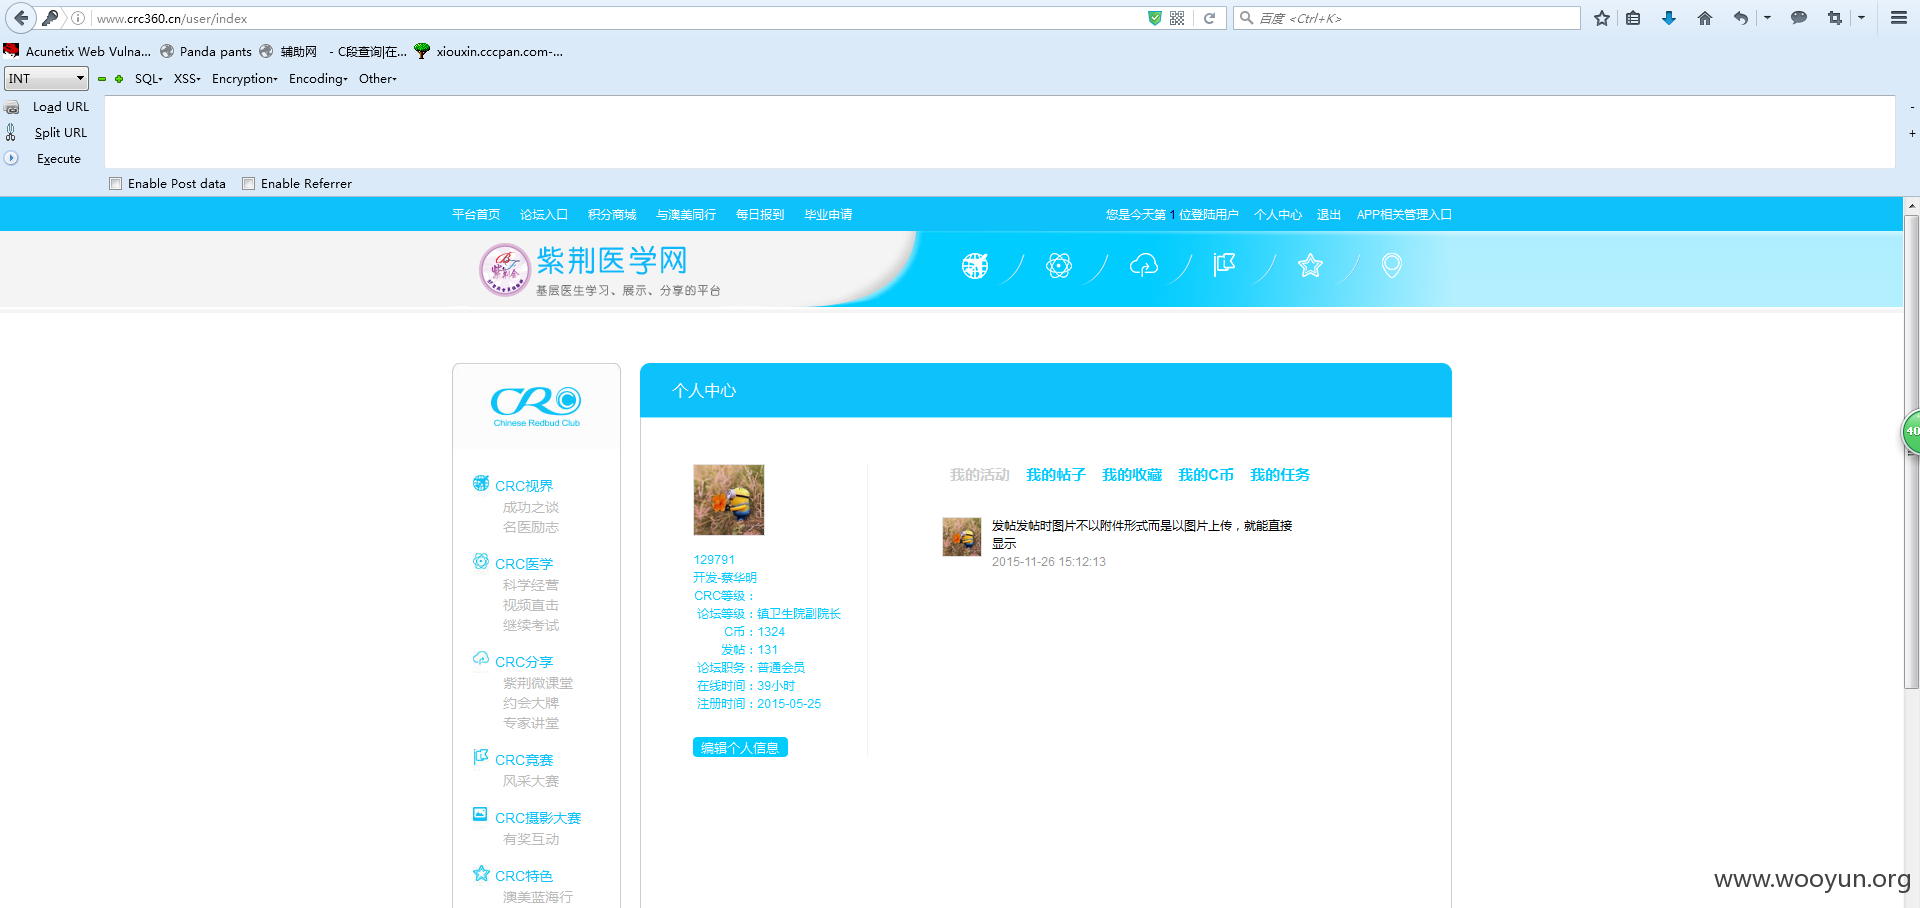 www.crc360.cn/user/index
百度 <Ctrl+K>
Acunetix Web Vulna...
Panda pants
辅助网
- C段查询|在...
xiouxin.cccpan.com-...
INT
SQL
XSS
Encryption
Encoding
Other
Load URL
Split URL
Execute
-
+
Enable Post data
Enable Referrer
平台首页 论坛入口 积分商城 与澳美同行 每日报到 毕业申请
您是今天第 1 位登陆用户 个人中心 退出 APP相关管理入口
紫荆医学网
基层医生学习、展示、分享的平台
CRC
Chinese Redbud Club
CRC视界
成功之谈
名医励志
CRC医学
科学经营
视频直击
继续考试
CRC分享
紫荆微课堂
约会大牌
专家讲堂
CRC竞赛
风采大赛
CRC摄影大赛
有奖互动
CRC特色
澳美蓝海行
个人中心
129791
开发-蔡华明
CRC等级：
论坛等级：镇卫生院副院长
C币：1324
发帖：131
论坛职务：普通会员
在线时间：39小时
注册时间：2015-05-25
编辑个人信息
我的活动 我的帖子 我的收藏 我的C币 我的任务
发帖发帖时图片不以附件形式而是以图片上传，就能直接
显示
2015-11-26 15:12:13
40
www.wooyun.org